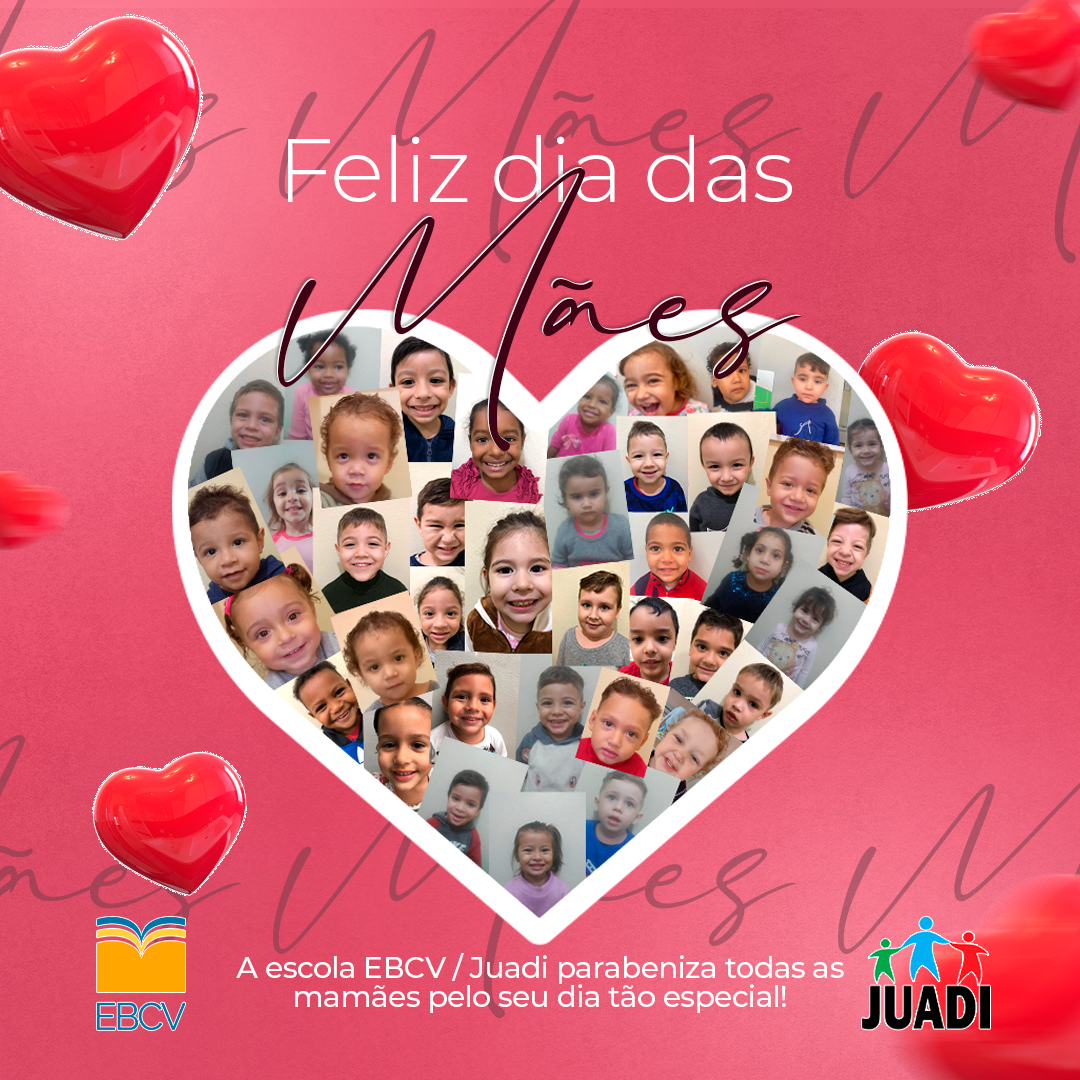 Feliz dia das
Mães
EBCV
A escola EBCV / Juadi parabeniza todas as
mamães pelo seu dia tão especial!
JUADI